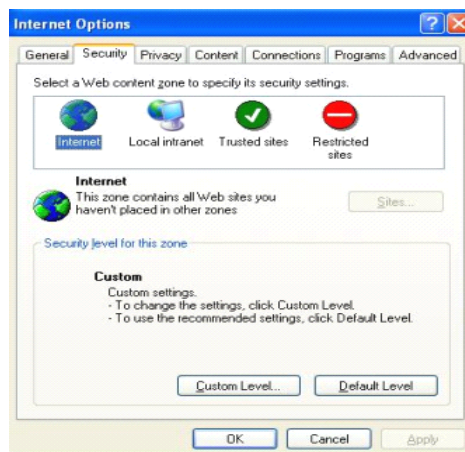 Internet Options
General Security Privacy Content Connections Programs Advanced
Select a Web content zone to specify its security settings.
Internet Local intranet Trusted sites Restricted
sites
Internet
This zone contains all Web sites you
haven't placed in other zones
Sites...
Security level for this zone
Custom
Custom settings.
- To change the settings, click Custom Level.
- To use the recommended settings, click Default Level.
Custom Level... Default Level
OK Cancel Apply